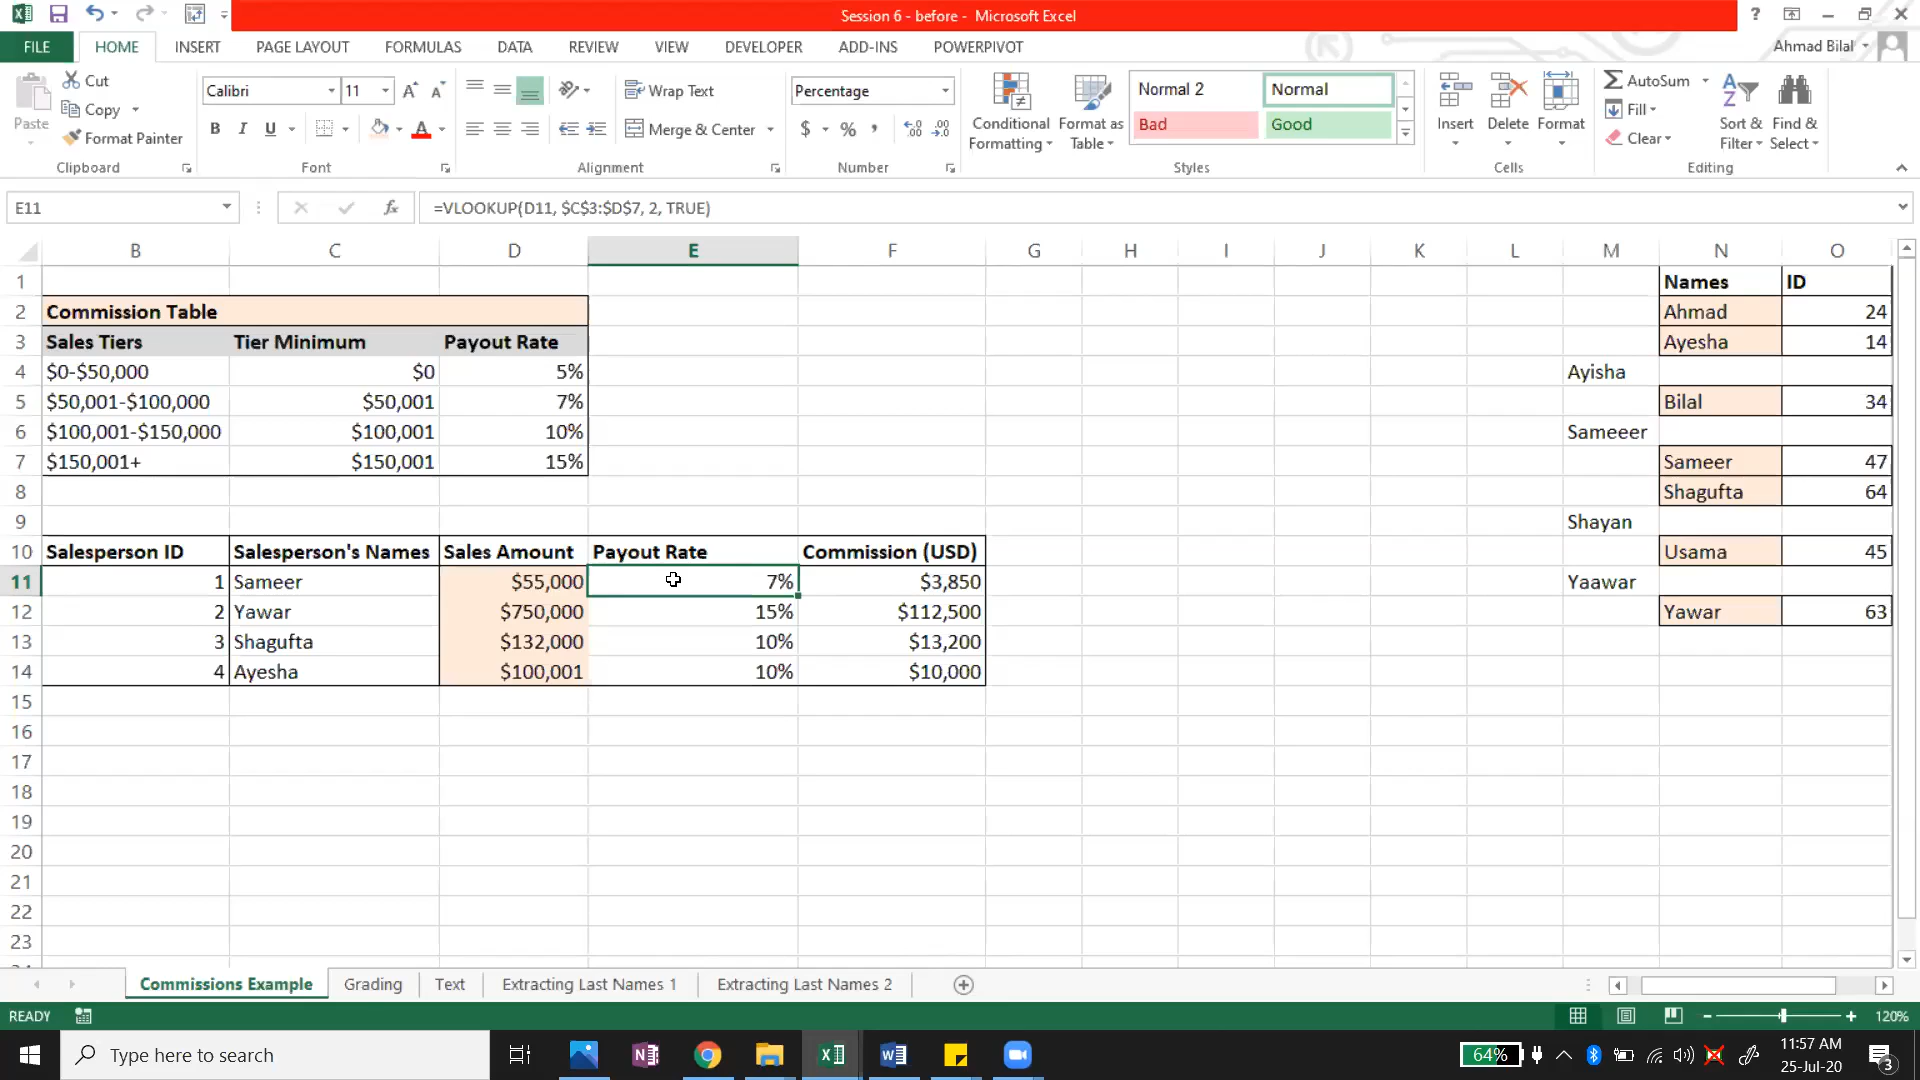 Session 6 - before - Microsoft Excel
?
FILE HOME INSERT PAGE LAYOUT FORMULAS DATA REVIEW VIEW DEVELOPER ADD-INS POWERPIVOT Ahmad Bilal
Paste
Cut
Copy
Format Painter
Clipboard
Calibri 11
B I U
Font
Wrap Text
Merge & Center
Alignment
Percentage
$ % ,
Number
Conditional Formatting
Format as Table
Normal 2 Normal
Bad Good
Styles
Insert Delete Format
Cells
AutoSum
Fill
Clear
Sort & Filter
Find & Select
Editing
E11 fx =VLOOKUP(D11, $C$3:$D$7, 2, TRUE)
B C D E F G H I J K L M N O
1 Names ID
2 Commission Table Ahmad 24
3 Sales Tiers Tier Minimum Payout Rate Ayesha 14
4 $0-$50,000 $0 5% Ayisha
5 $50,001-$100,000 $50,001 7% Bilal 34
6 $100,001-$150,000 $100,001 10% Sameeer
7 $150,001+ $150,001 15% Sameer 47
8 Shagufta 64
9 Shayan
10 Salesperson ID Salesperson's Names Sales Amount Payout Rate Commission (USD) Usama 45
11 1 Sameer $55,000 7% $3,850 Yaawar
12 2 Yawar $750,000 15% $112,500 Yawar 63
13 3 Shagufta $132,000 10% $13,200
14 4 Ayesha $100,001 10% $10,000
15
16
17
18
19
20
21
22
23
Commissions Example Grading Text Extracting Last Names 1 Extracting Last Names 2
READY 120%
Type here to search 64% 11:57 AM
25-Jul-20 3